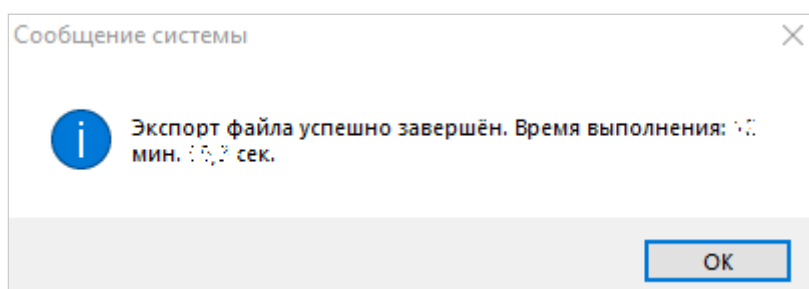 Сообщение системы
Экспорт файла успешно завершён. Время выполнения:
мин. сек.
OK